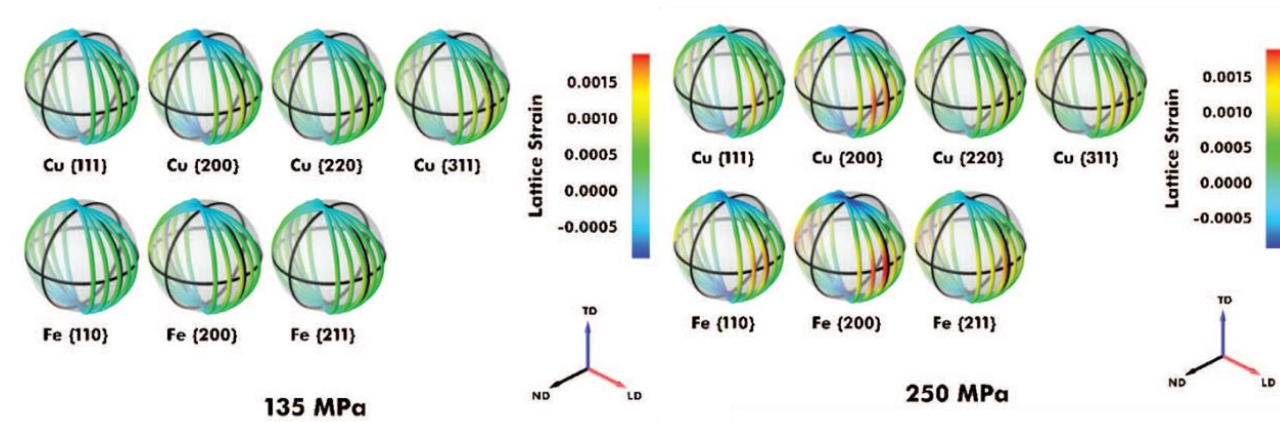 Cu {111}
Cu {200}
Cu {220}
Cu {311}
Fe {110}
Fe {200}
Fe {211}
Lattice Strain
0.0015
0.0010
0.0005
0.0000
-0.0005
TD
ND
LD
135 MPa
Cu {111}
Cu {200}
Cu {220}
Cu {311}
Fe {110}
Fe {200}
Fe {211}
Lattice Strain
0.0015
0.0010
0.0005
0.0000
-0.0005
TD
ND
LD
250 MPa